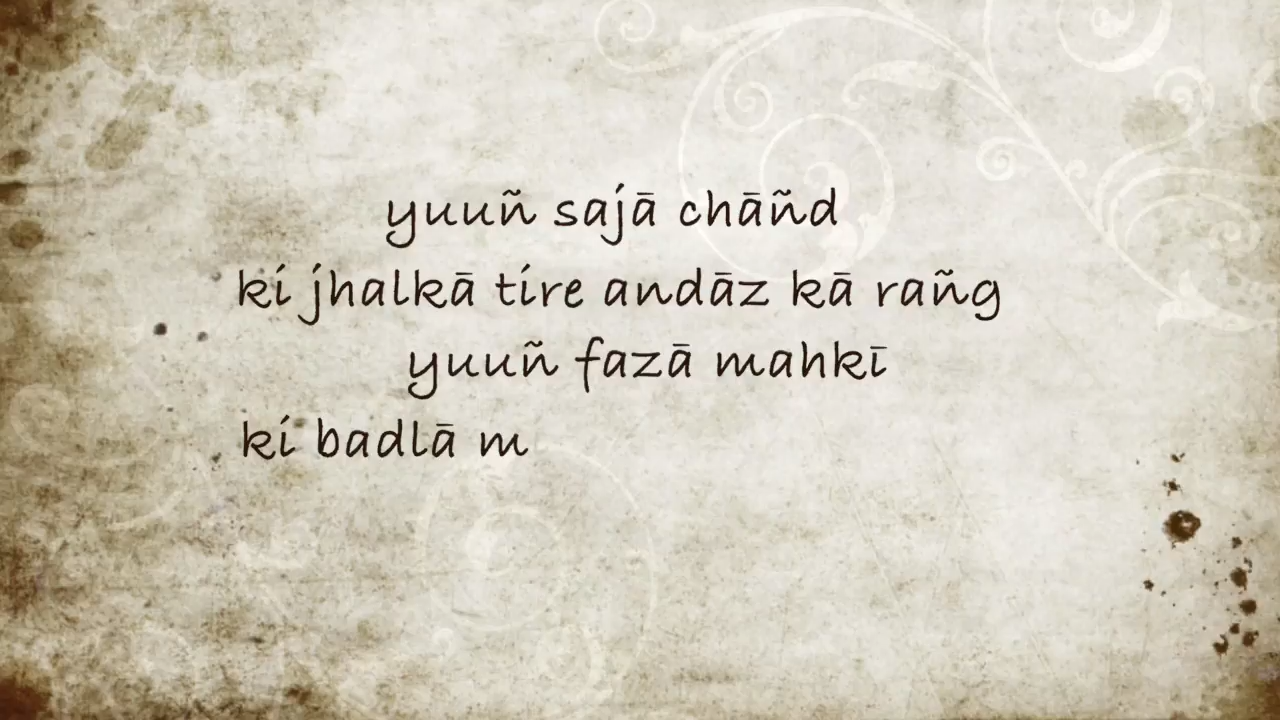 yuuñ sajā chāñd
ki jhalkā tire andāz kā rañg
yuuñ fazā mahkī
ki badlā m